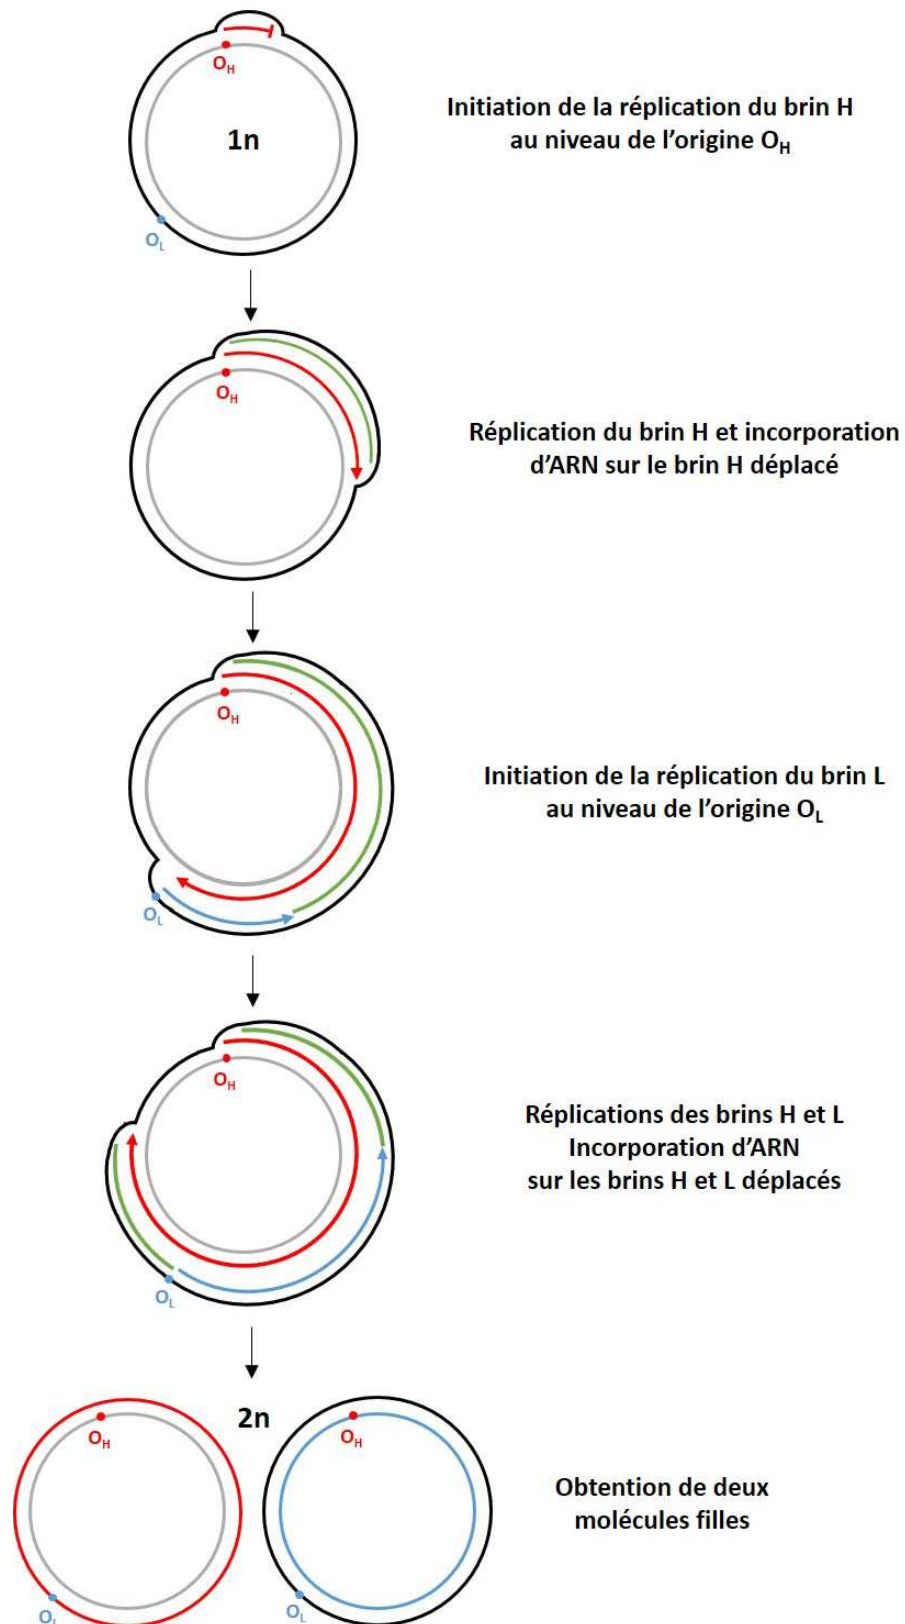 O_H
1n
O_L
Initiation de la réplication du brin H
au niveau de l'origine O_H
O_H
Réplication du brin H et incorporation
d'ARN sur le brin H déplacé
O_H
O_L
Initiation de la réplication du brin L
au niveau de l'origine O_L
O_H
O_L
Réplications des brins H et L
Incorporation d'ARN
sur les brins H et L déplacés
2n
O_H
O_L
O_H
O_L
Obtention de deux
molécules filles